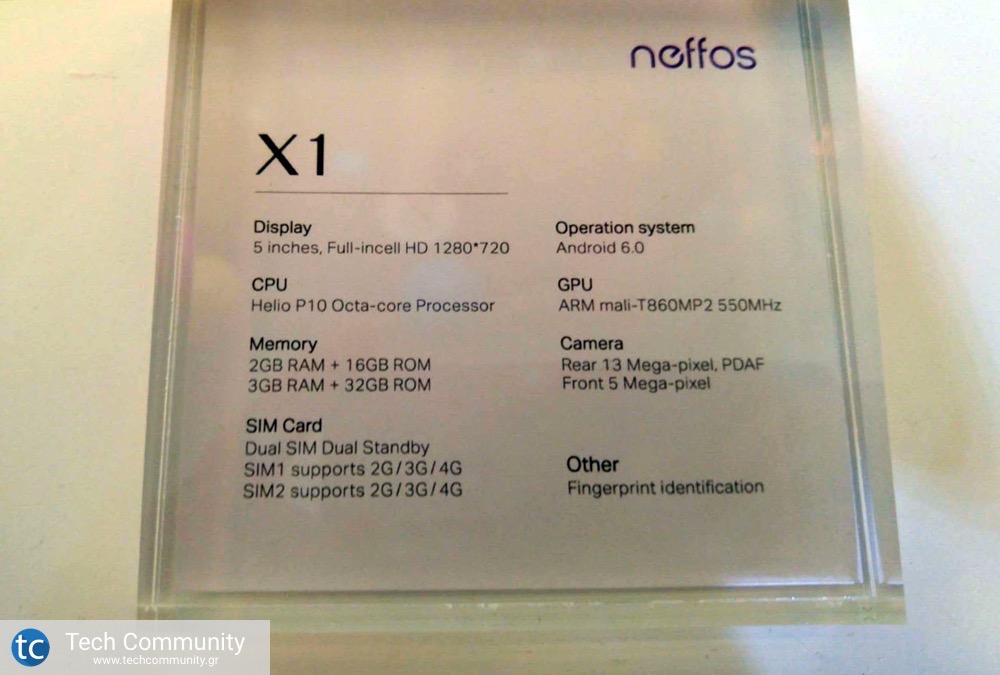 neffos
X1
Display
5 inches, Full-incell HD 1280*720
Operation system
Android 6.0
CPU
Helio P10 Octa-core Processor
GPU
ARM mali-T860MP2 550MHz
Memory
2GB RAM + 16GB ROM
3GB RAM + 32GB ROM
Camera
Rear 13 Mega-pixel, PDAF
Front 5 Mega-pixel
SIM Card
Dual SIM Dual Standby
SIM1 supports 2G/3G/4G
SIM2 supports 2G/3G/4G
Other
Fingerprint identification
tc Tech Community
www.techcommunity.gr